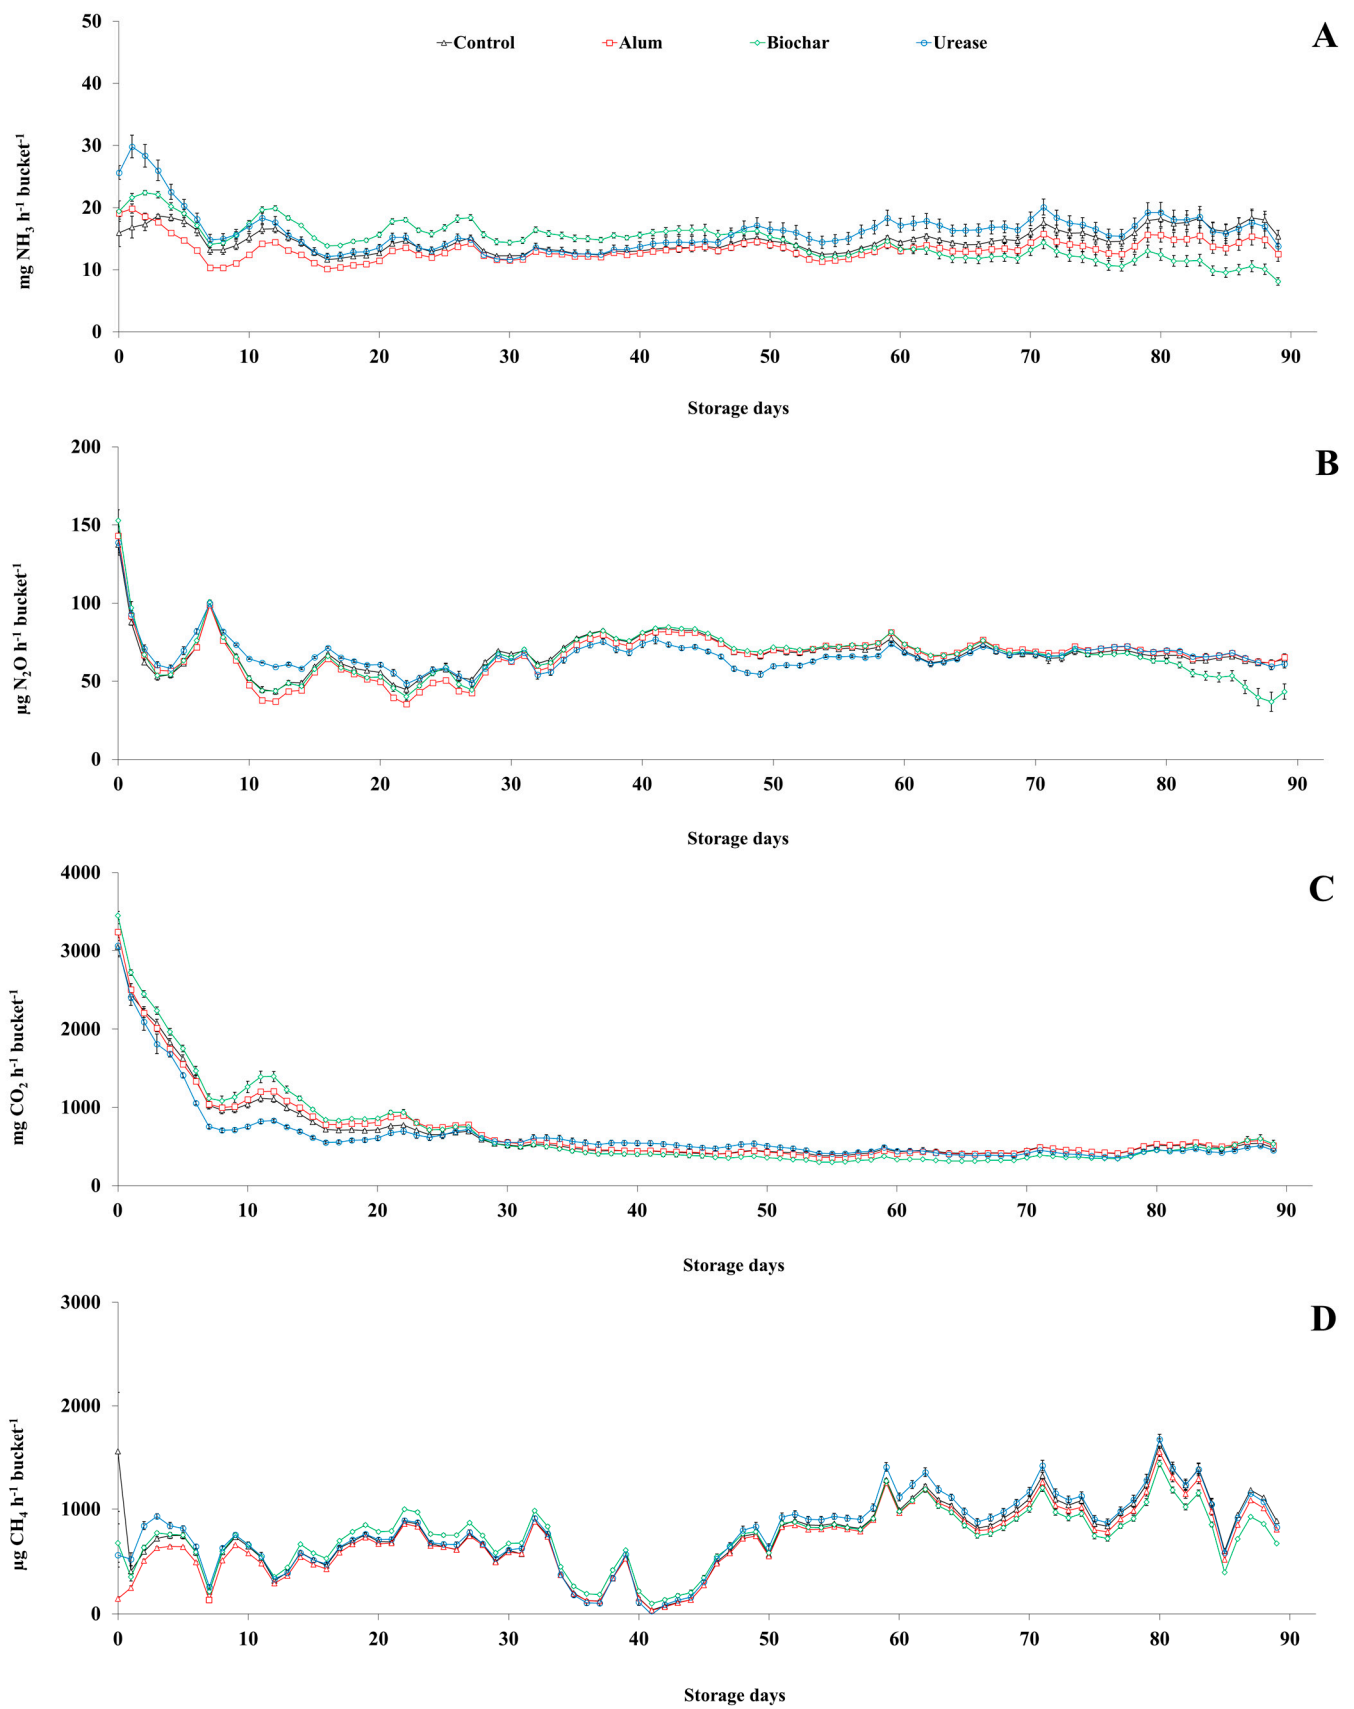 A
Control Alum Biochar Urease
50
40
30
20
10
0
mg NH₃ h⁻¹ bucket⁻¹
0 10 20 30 40 50 60 70 80 90
Storage days
B
200
150
100
50
0
µg N₂O h⁻¹ bucket⁻¹
0 10 20 30 40 50 60 70 80 90
Storage days
C
4000
3000
2000
1000
0
mg CO₂ h⁻¹ bucket⁻¹
0 10 20 30 40 50 60 70 80 90
Storage days
D
3000
2000
1000
0
µg CH₄ h⁻¹ bucket⁻¹
0 10 20 30 40 50 60 70 80 90
Storage days